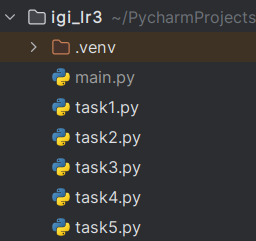 igi_lr3 ~/PycharmProjects
.venv
main.py
task1.py
task2.py
task3.py
task4.py
task5.py